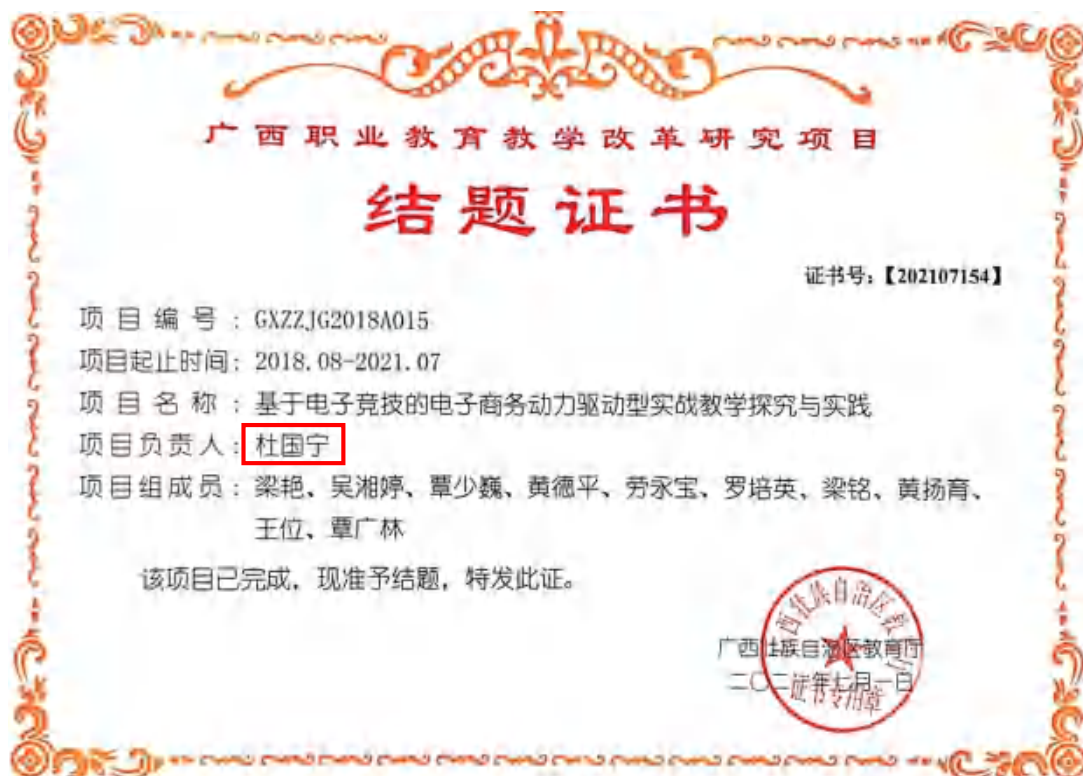 广西职业教育教学改革研究项目
结题证书
证书号:【202107154】
项目编号:GXZZJG2018A015
项目起止时间:2018.08-2021.07
项目名称:基于电子竞技的电子商务动力驱动型实战教学探究与实践
项目负责人:杜国宁
项目组成员:梁艳、吴湘婷、覃少巍、黄德平、劳永宝、罗培英、梁铭、黄扬育、
王位、覃广林
该项目已完成，现准予结题，特发此证。
广西壮族自治区教育厅
二〇二一年七月一日
证书专用章